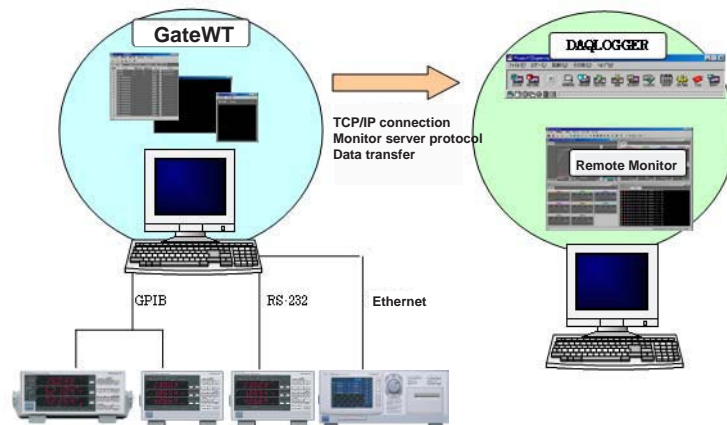 GateWT
DAQLOGGER
TCP/IP connection
Monitor server protocol
Data transfer
Remote Monitor
GPIB
RS-232
Ethernet